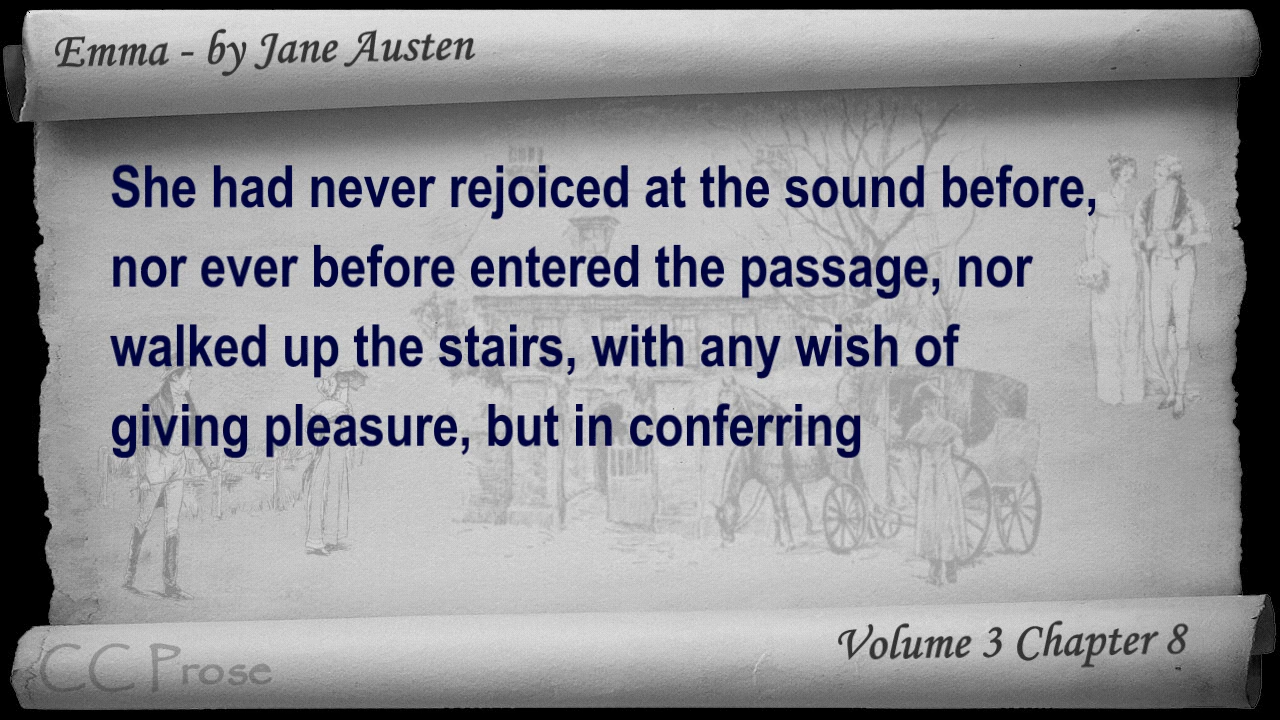 Emma - by Jane Austen
She had never rejoiced at the sound before,
nor ever before entered the passage, nor
walked up the stairs, with any wish of
giving pleasure, but in conferring
Volume 3 Chapter 8
CC Prose